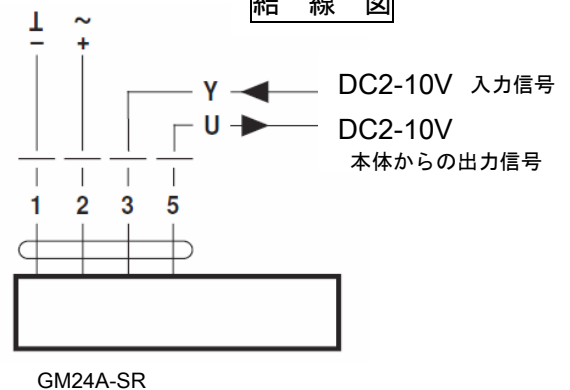 結 線 図
⊥ ~
− +
Y DC2-10V 入力信号
U DC2-10V
本体からの出力信号
1 2 3 5
GM24A-SR